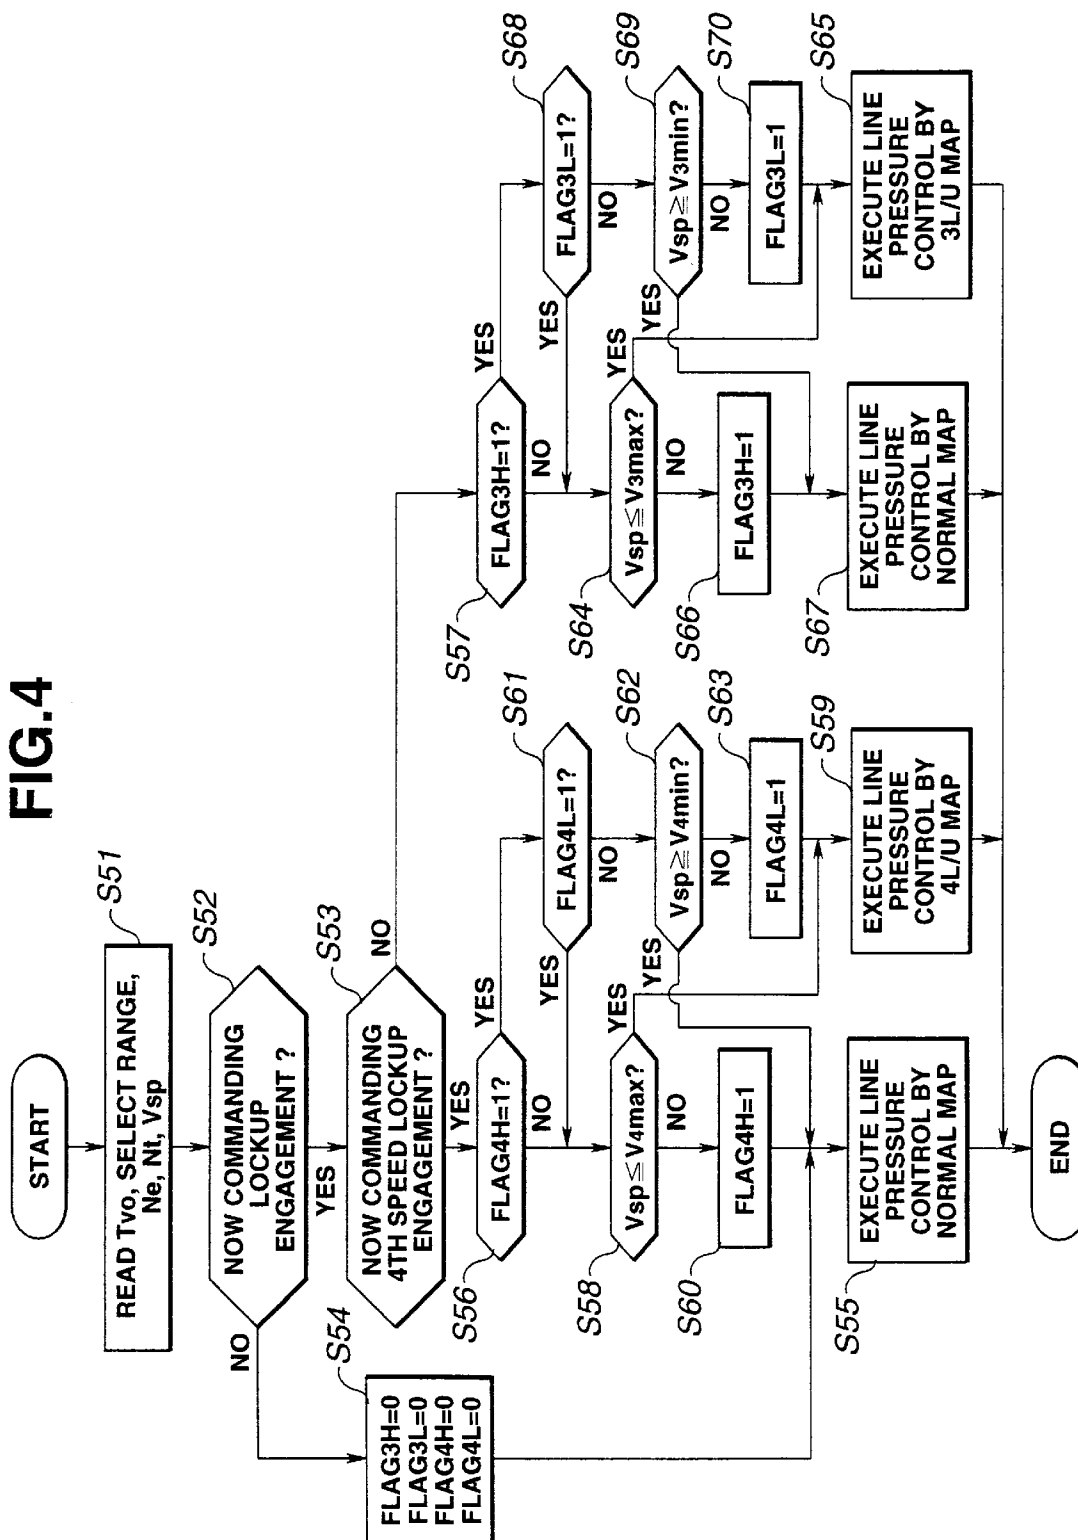 FIG.4
START
READ Tvo, SELECT RANGE,
Ne, Nt, Vsp
S51
NOW COMMANDING
LOCKUP
ENGAGEMENT ?
S52
NO
YES
FLAG3H=0
FLAG3L=0
FLAG4H=0
FLAG4L=0
S54
NOW COMMANDING
4TH SPEED LOCKUP
ENGAGEMENT ?
S53
NO
YES
FLAG4H=1?
S56
YES
NO
FLAG4L=1?
S61
YES
NO
Vsp≦V4max?
S58
YES
NO
Vsp≧V4min?
S62
YES
NO
FLAG4H=1
S60
FLAG4L=1
S63
EXECUTE LINE
PRESSURE
CONTROL BY
NORMAL MAP
S55
EXECUTE LINE
PRESSURE
CONTROL BY
4L/U MAP
S59
FLAG3H=1?
S57
YES
NO
FLAG3L=1?
S68
YES
NO
Vsp≦V3max?
S64
YES
NO
Vsp≧V3min?
S69
YES
NO
FLAG3H=1
S66
FLAG3L=1
S70
EXECUTE LINE
PRESSURE
CONTROL BY
NORMAL MAP
S67
EXECUTE LINE
PRESSURE
CONTROL BY
3L/U MAP
S65
END